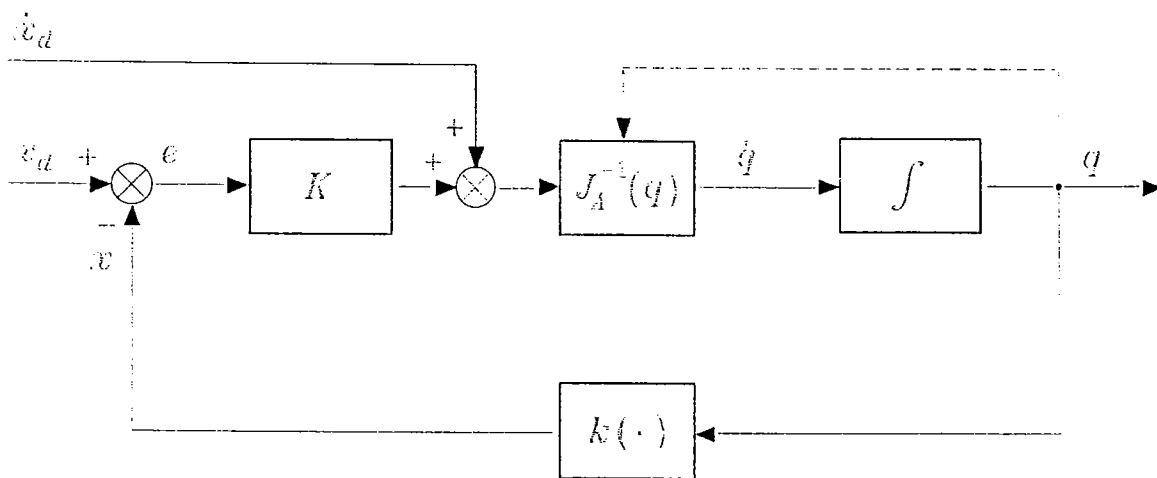 ẋ_d
x_d + e K + + J_A^{-1}(q) q̇ ∫ q
− x
k(·)